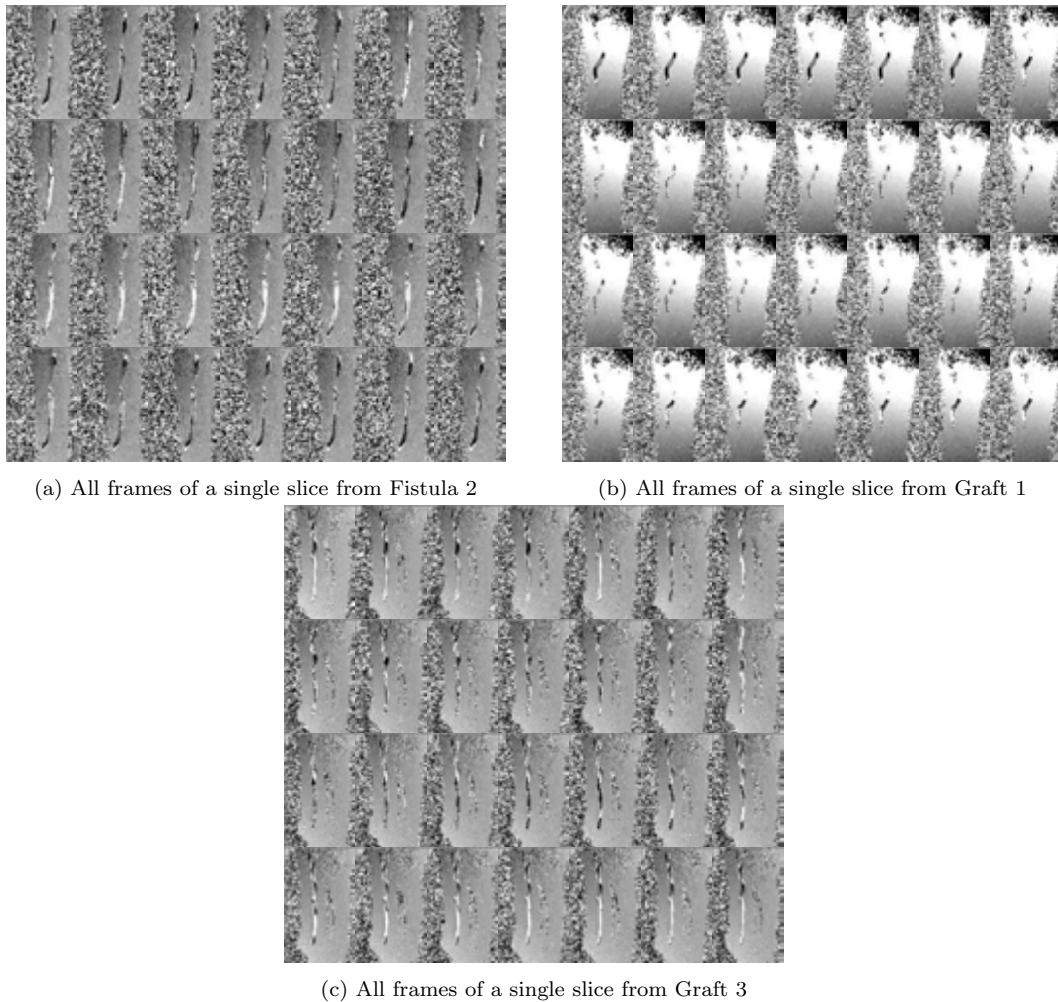 (a) All frames of a single slice from Fistula 2
(b) All frames of a single slice from Graft 1
(c) All frames of a single slice from Graft 3